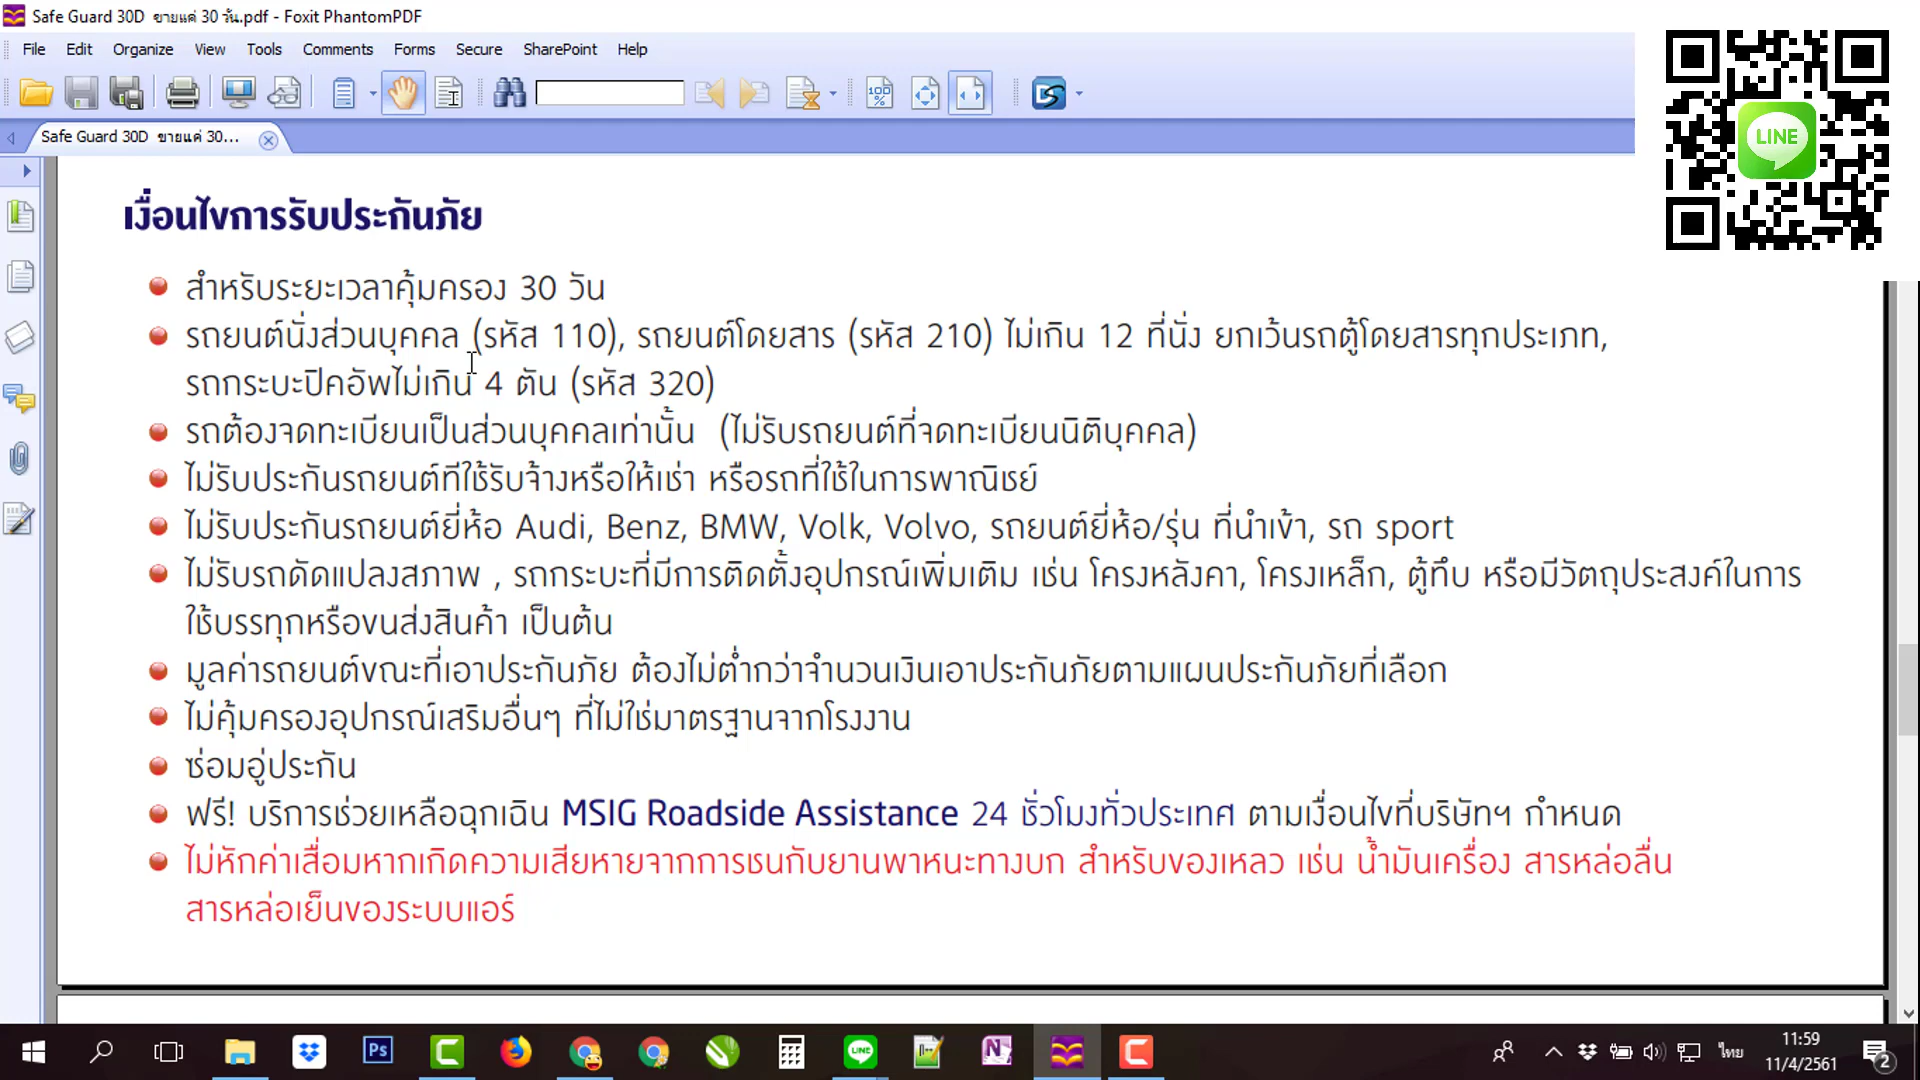 Safe Guard 30D ขายแค่ 30 วัน.pdf - Foxit PhantomPDF
File Edit Organize View Tools Comments Forms Secure SharePoint Help
Safe Guard 30D ขายแค่ 30...
LINE
เงื่อนไขการรับประกันภัย
สำหรับระยะเวลาคุ้มครอง 30 วัน
รถยนต์นั่งส่วนบุคคล (รหัส 110), รถยนต์โดยสาร (รหัส 210) ไม่เกิน 12 ที่นั่ง ยกเว้นรถตู้โดยสารทุกประเภท,
รถกระบะปิคอัพไม่เกิน 4 ตัน (รหัส 320)
รถต้องจดทะเบียนเป็นส่วนบุคคลเท่านั้น (ไม่รับรถยนต์ที่จดทะเบียนนิติบุคคล)
ไม่รับประกันรถยนต์ทีใช้รับจ้างหรือให้เช่า หรือรถที่ใช้ในการพาณิชย์
ไม่รับประกันรถยนต์ยี่ห้อ Audi, Benz, BMW, Volk, Volvo, รถยนต์ยี่ห้อ/รุ่น ที่นำเข้า, รถ sport
ไม่รับรถดัดแปลงสภาพ , รถกระบะที่มีการติดตั้งอุปกรณ์เพิ่มเติม เช่น โครงหลังคา, โครงเหล็ก, ตู้ทึบ หรือมีวัตถุประสงค์ในการ
ใช้บรรทุกหรือขนส่งสินค้า เป็นต้น
มูลค่ารถยนต์ขณะที่เอาประกันภัย ต้องไม่ต่ำกว่าจำนวนเงินเอาประกันภัยตามแผนประกันภัยที่เลือก
ไม่คุ้มครองอุปกรณ์เสริมอื่นๆ ที่ไม่ใช่มาตรฐานจากโรงงาน
ซ่อมอู่ประกัน
ฟรี! บริการช่วยเหลือฉุกเฉิน MSIG Roadside Assistance 24 ชั่วโมงทั่วประเทศ ตามเงื่อนไขที่บริษัทฯ กำหนด
ไม่หักค่าเสื่อมหากเกิดความเสียหายจากการชนกับยานพาหนะทางบก สำหรับของเหลว เช่น น้ำมันเครื่อง สารหล่อลื่น
สารหล่อเย็นของระบบแอร์
ไทย
11:59
11/4/2561
2